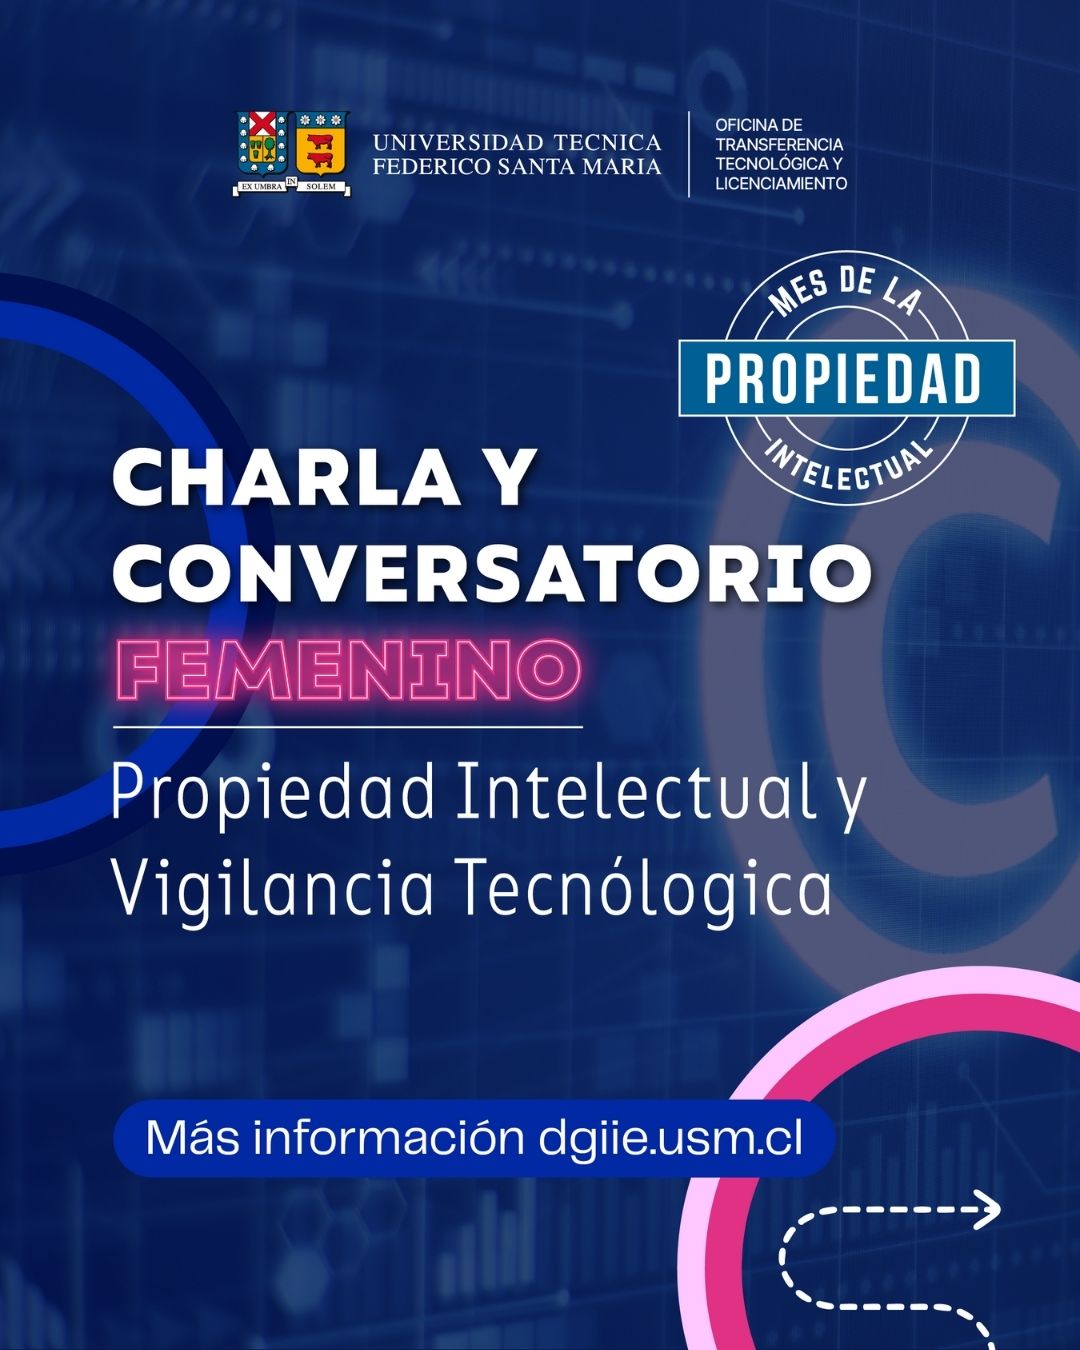 EX UMBRA IN SOLEM
UNIVERSIDAD TECNICA
FEDERICO SANTA MARIA
OFICINA DE
TRANSFERENCIA
TECNOLÓGICA Y
LICENCIAMIENTO
MES DE LA
PROPIEDAD
INTELECTUAL
CHARLA Y
CONVERSATORIO
FEMENINO
Propiedad Intelectual y
Vigilancia Tecnólogica
Más información dgiie.usm.cl